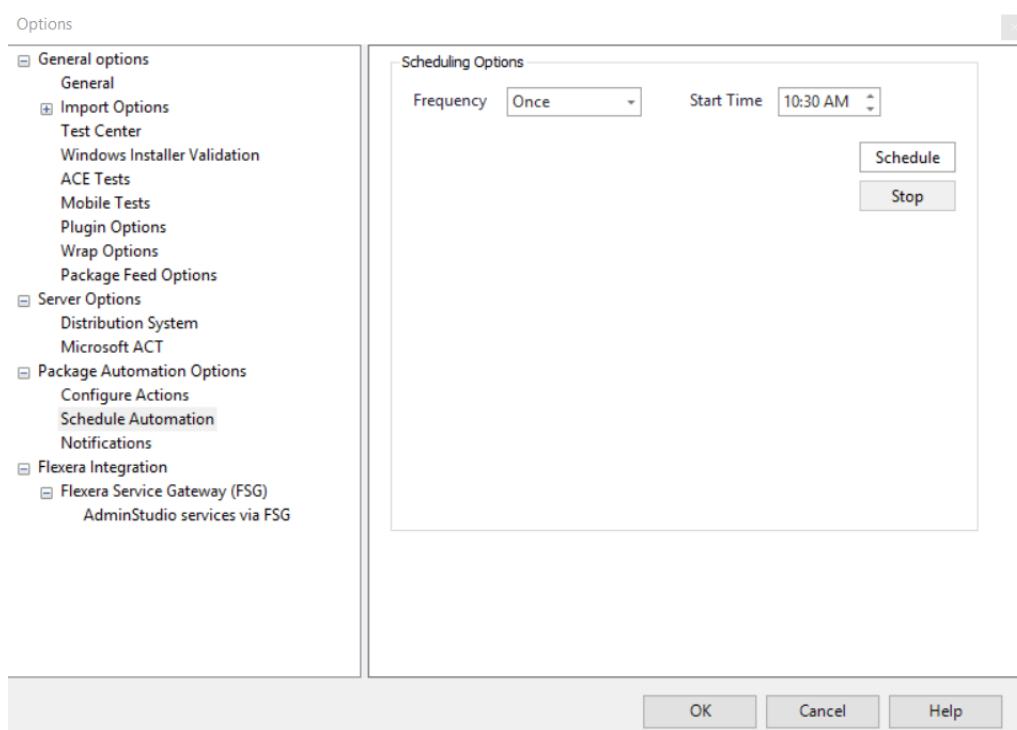 Options
General options
General
Import Options
Test Center
Windows Installer Validation
ACE Tests
Mobile Tests
Plugin Options
Wrap Options
Package Feed Options
Server Options
Distribution System
Microsoft ACT
Package Automation Options
Configure Actions
Schedule Automation
Notifications
Flexera Integration
Flexera Service Gateway (FSG)
AdminStudio services via FSG
Scheduling Options
Frequency Once Start Time 10:30 AM
Schedule
Stop
OK Cancel Help